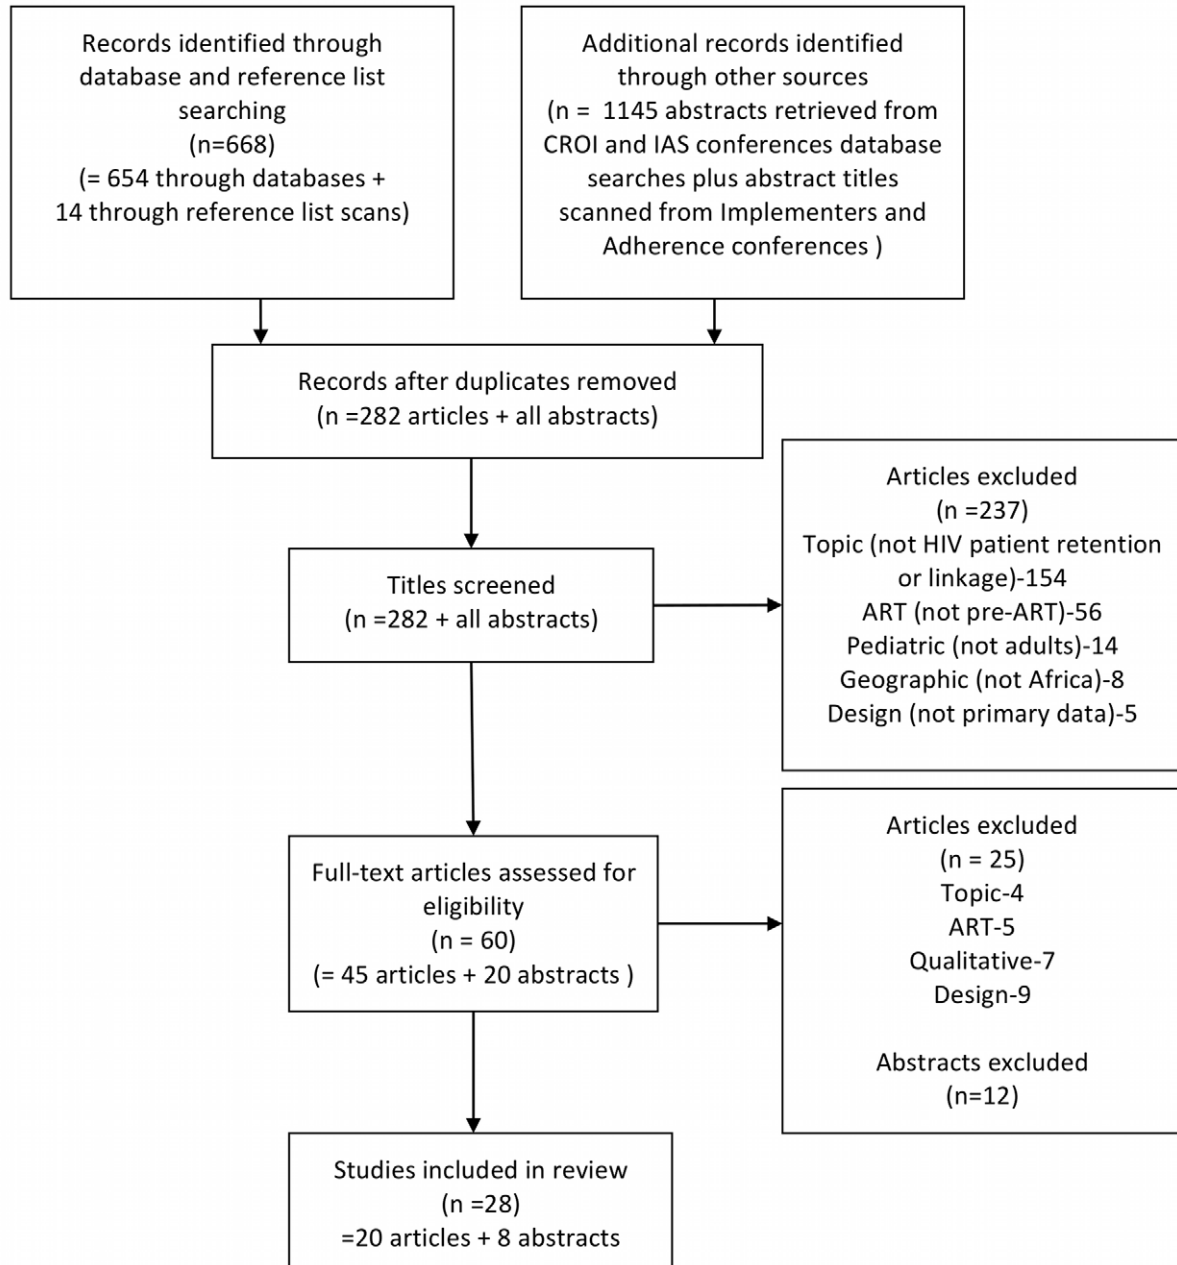 Records identified through
database and reference list
searching
(n=668)
(= 654 through databases +
14 through reference list scans)
Additional records identified
through other sources
(n =  1145 abstracts retrieved from
CROI and IAS conferences database
searches plus abstract titles
scanned from Implementers and
Adherence conferences )
Records after duplicates removed
(n =282 articles + all abstracts)
Titles screened
(n =282 + all abstracts)
Articles excluded
(n =237)
Topic (not HIV patient retention
or linkage)-154
ART (not pre-ART)-56
Pediatric (not adults)-14
Geographic (not Africa)-8
Design (not primary data)-5
Full-text articles assessed for
eligibility
(n = 60)
(= 45 articles + 20 abstracts )
Articles excluded
(n = 25)
Topic-4
ART-5
Qualitative-7
Design-9
Abstracts excluded
(n=12)
Studies included in review
(n =28)
=20 articles + 8 abstracts